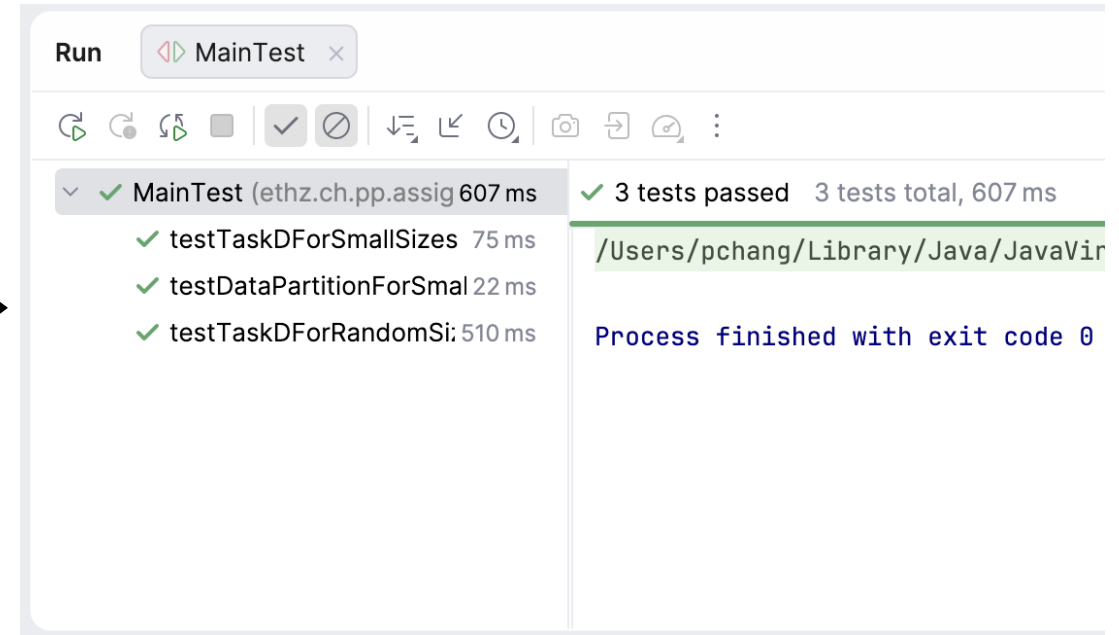 Run MainTest
MainTest (ethz.ch.pp.assig 607 ms
3 tests passed 3 tests total, 607 ms
testTaskDForSmallSizes 75 ms
testDataPartitionForSmal 22 ms
testTaskDForRandomSi 510 ms
/Users/pchang/Library/Java/JavaVir
Process finished with exit code 0